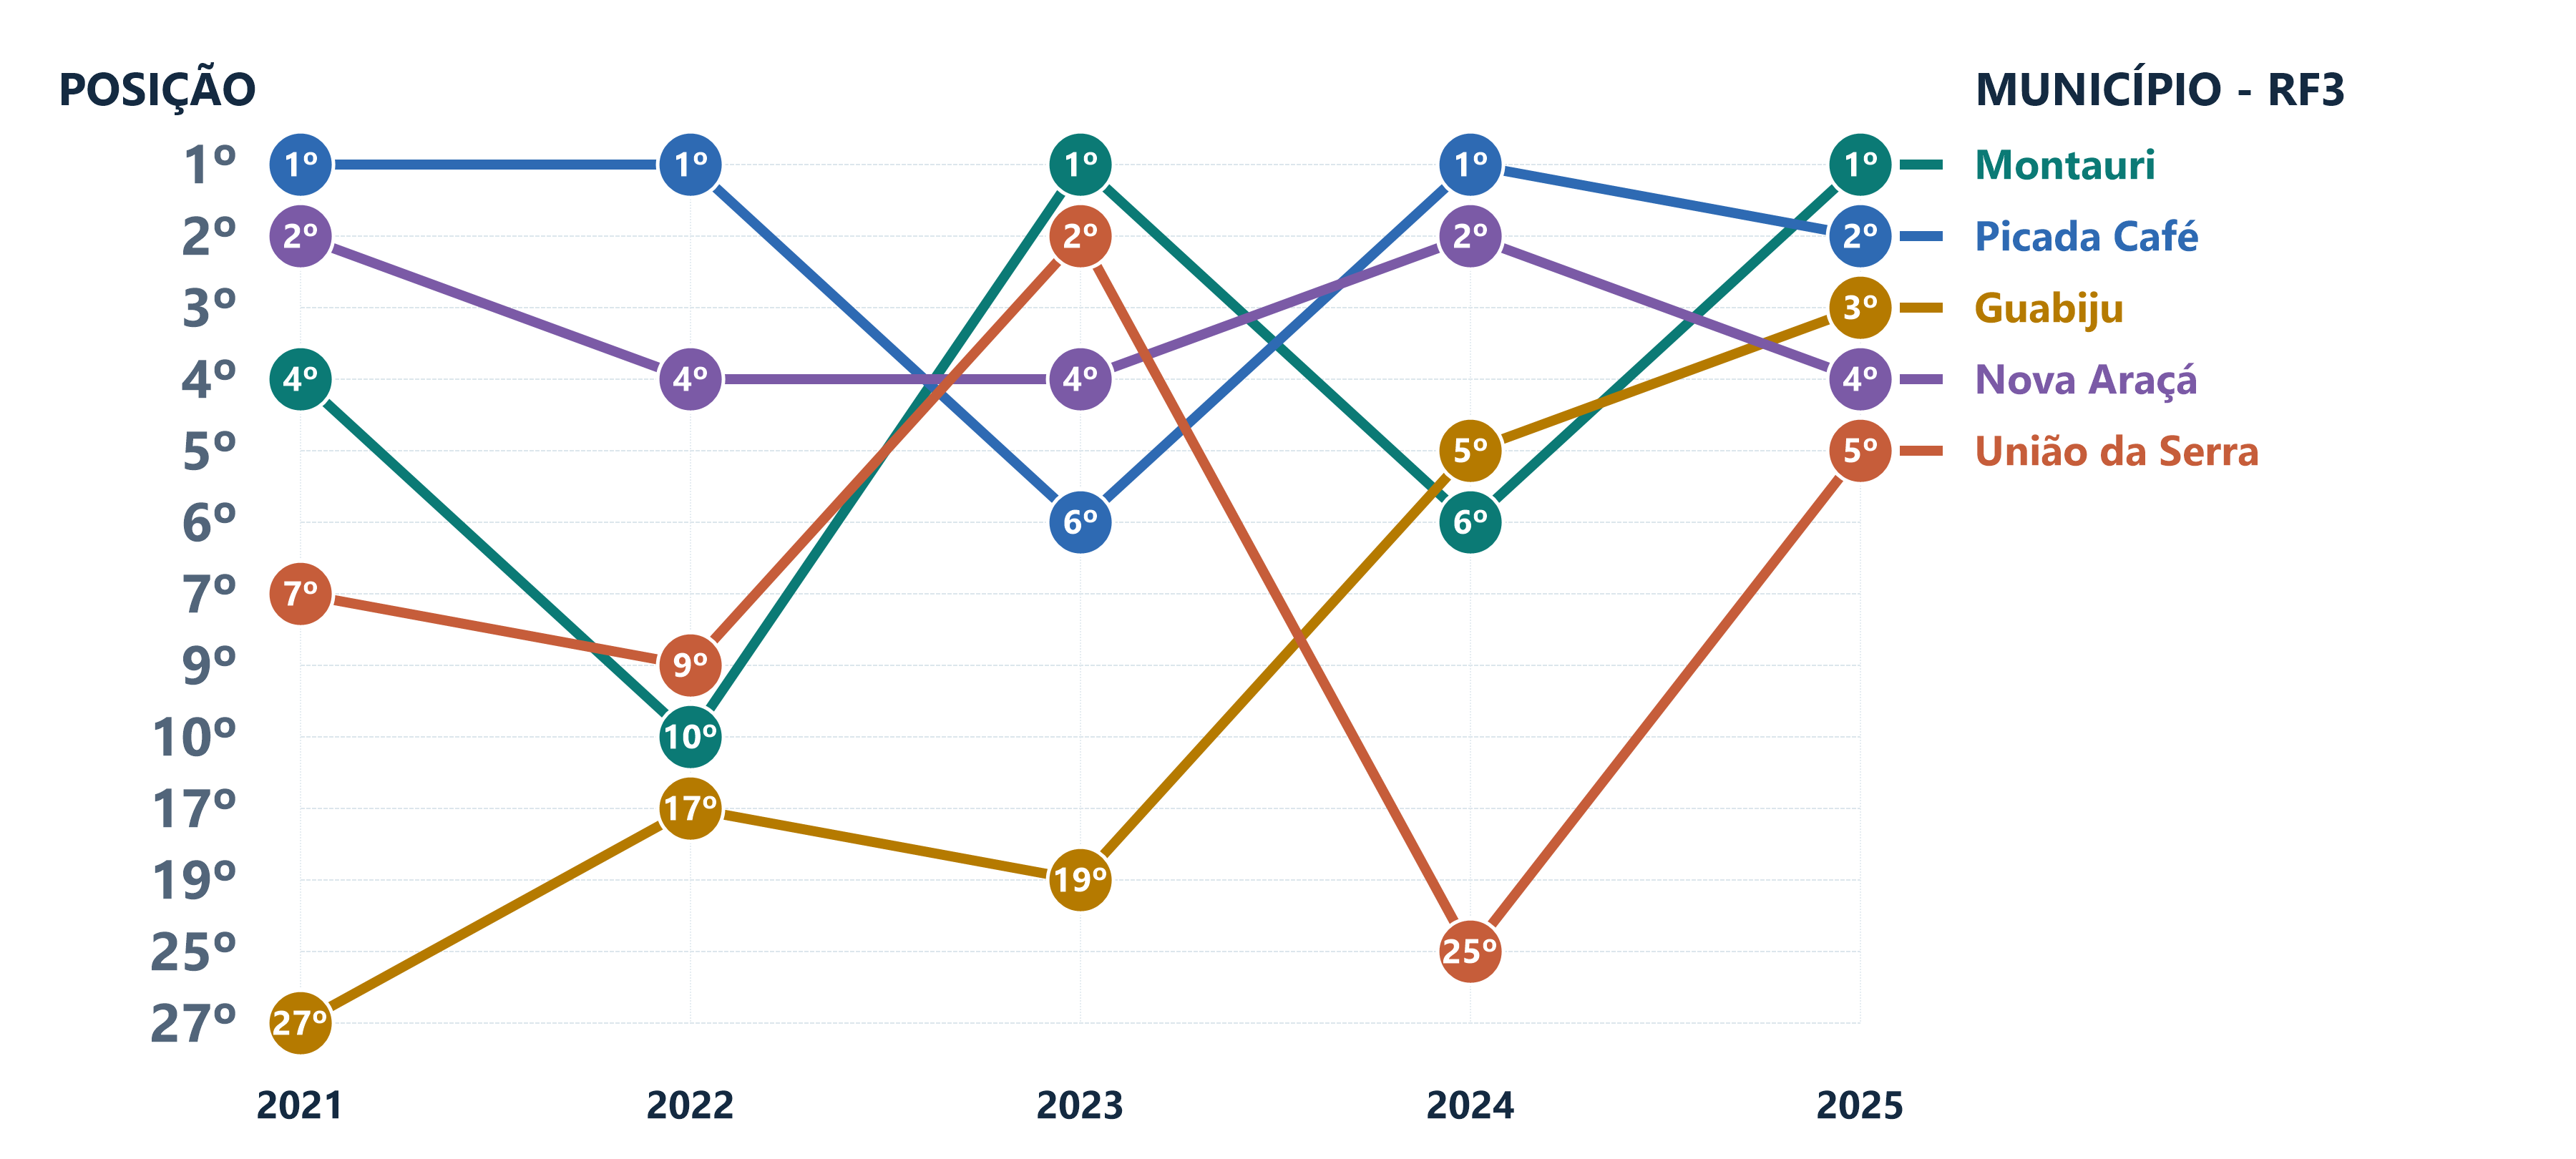 POSIÇÃO MUNICÍPIO - RF3
1º 1º 1º 1º 1º 1º Montauri
2º 2º 2º 2º 2º Picada Café
3º 3º Guabiju
4º 4º 4º 4º 4º Nova Araçá
5º 5º 5º União da Serra
6º 6º 6º
7º 7º
9º 9º
10º 10º
17º 17º
19º 19º
25º 25º
27º 27º
2021 2022 2023 2024 2025